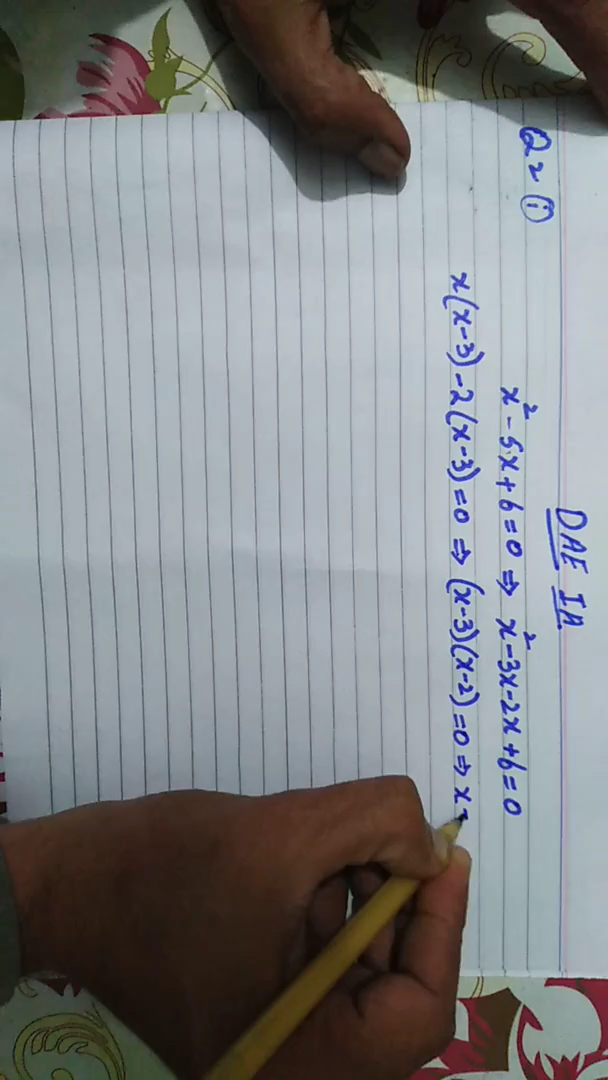 DAE IA
Q2-(i)
x²-5x+6=0 ⇒ x²-3x-2x+6=0
x(x-3)-2(x-3)=0 ⇒ (x-3)(x-2)=0 ⇒ x-